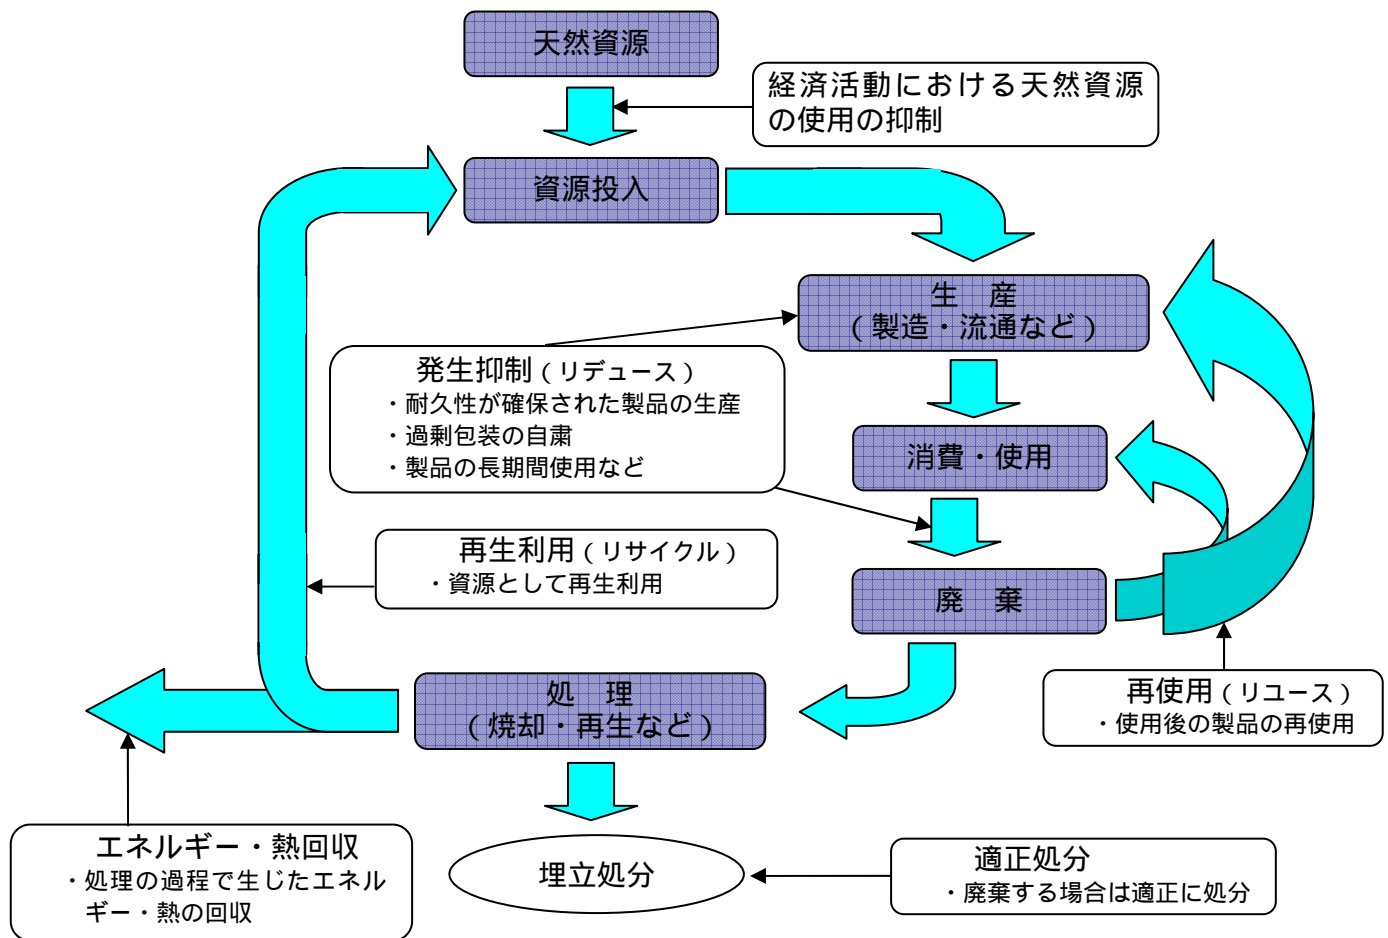 天然資源
経済活動における天然資源
の使用の抑制
資源投入
生　産
（製造・流通など）
発生抑制（リデュース）
・耐久性が確保された製品の生産
・過剰包装の自粛
・製品の長期間使用など
消費・使用
再生利用（リサイクル）
・資源として再生利用
廃　棄
処　理
（焼却・再生など）
再使用（リユース）
・使用後の製品の再使用
エネルギー・熱回収
・処理の過程で生じたエネル
ギー・熱の回収
埋立処分
適正処分
・廃棄する場合は適正に処分